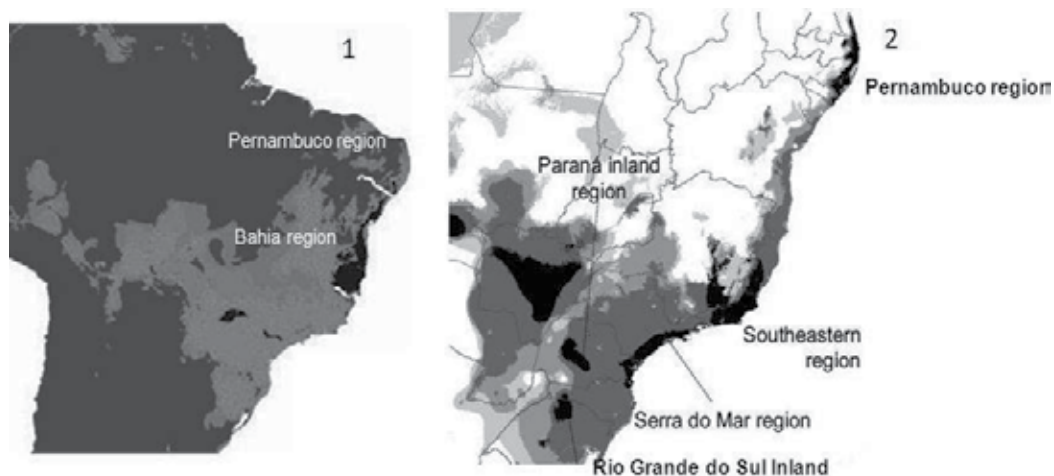 1
Pernambuco region
Bahia region
2
Pernambuco region
Paraná inland
region
Southeastern
region
Serra do Mar region
Rio Grande do Sul Inland